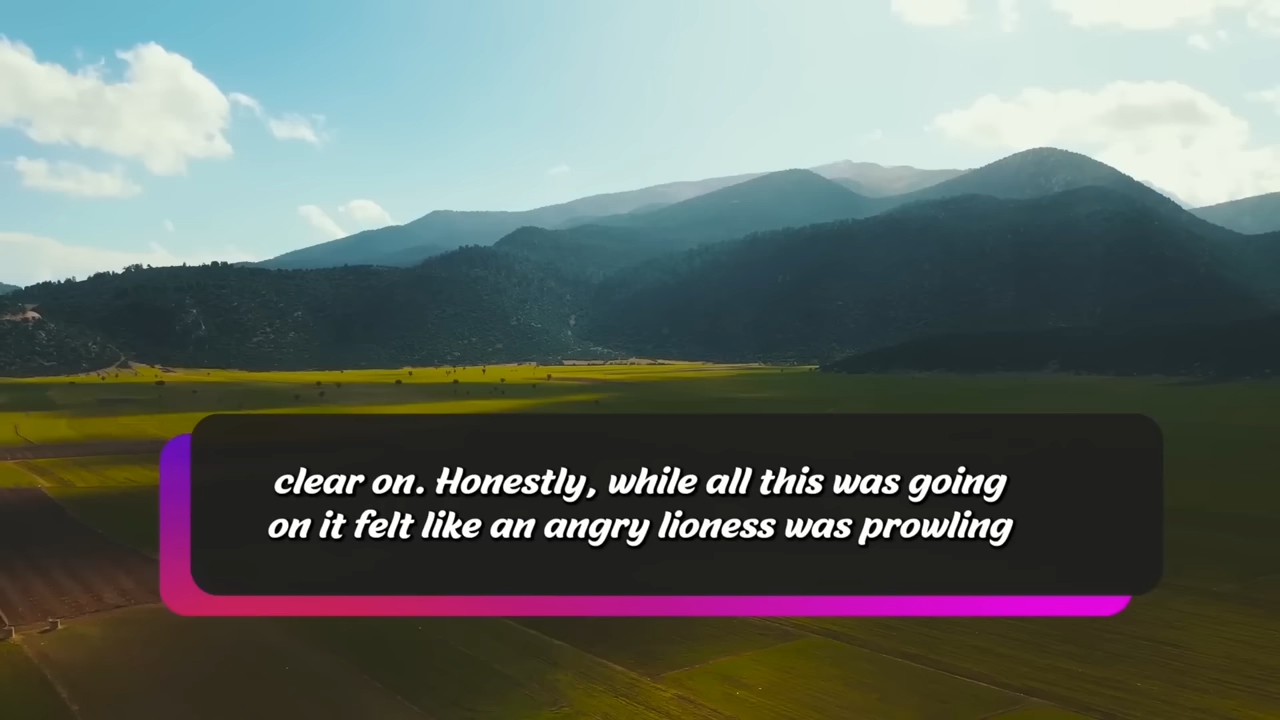 clear on. Honestly, while all this was going
on it felt like an angry lioness was prowling